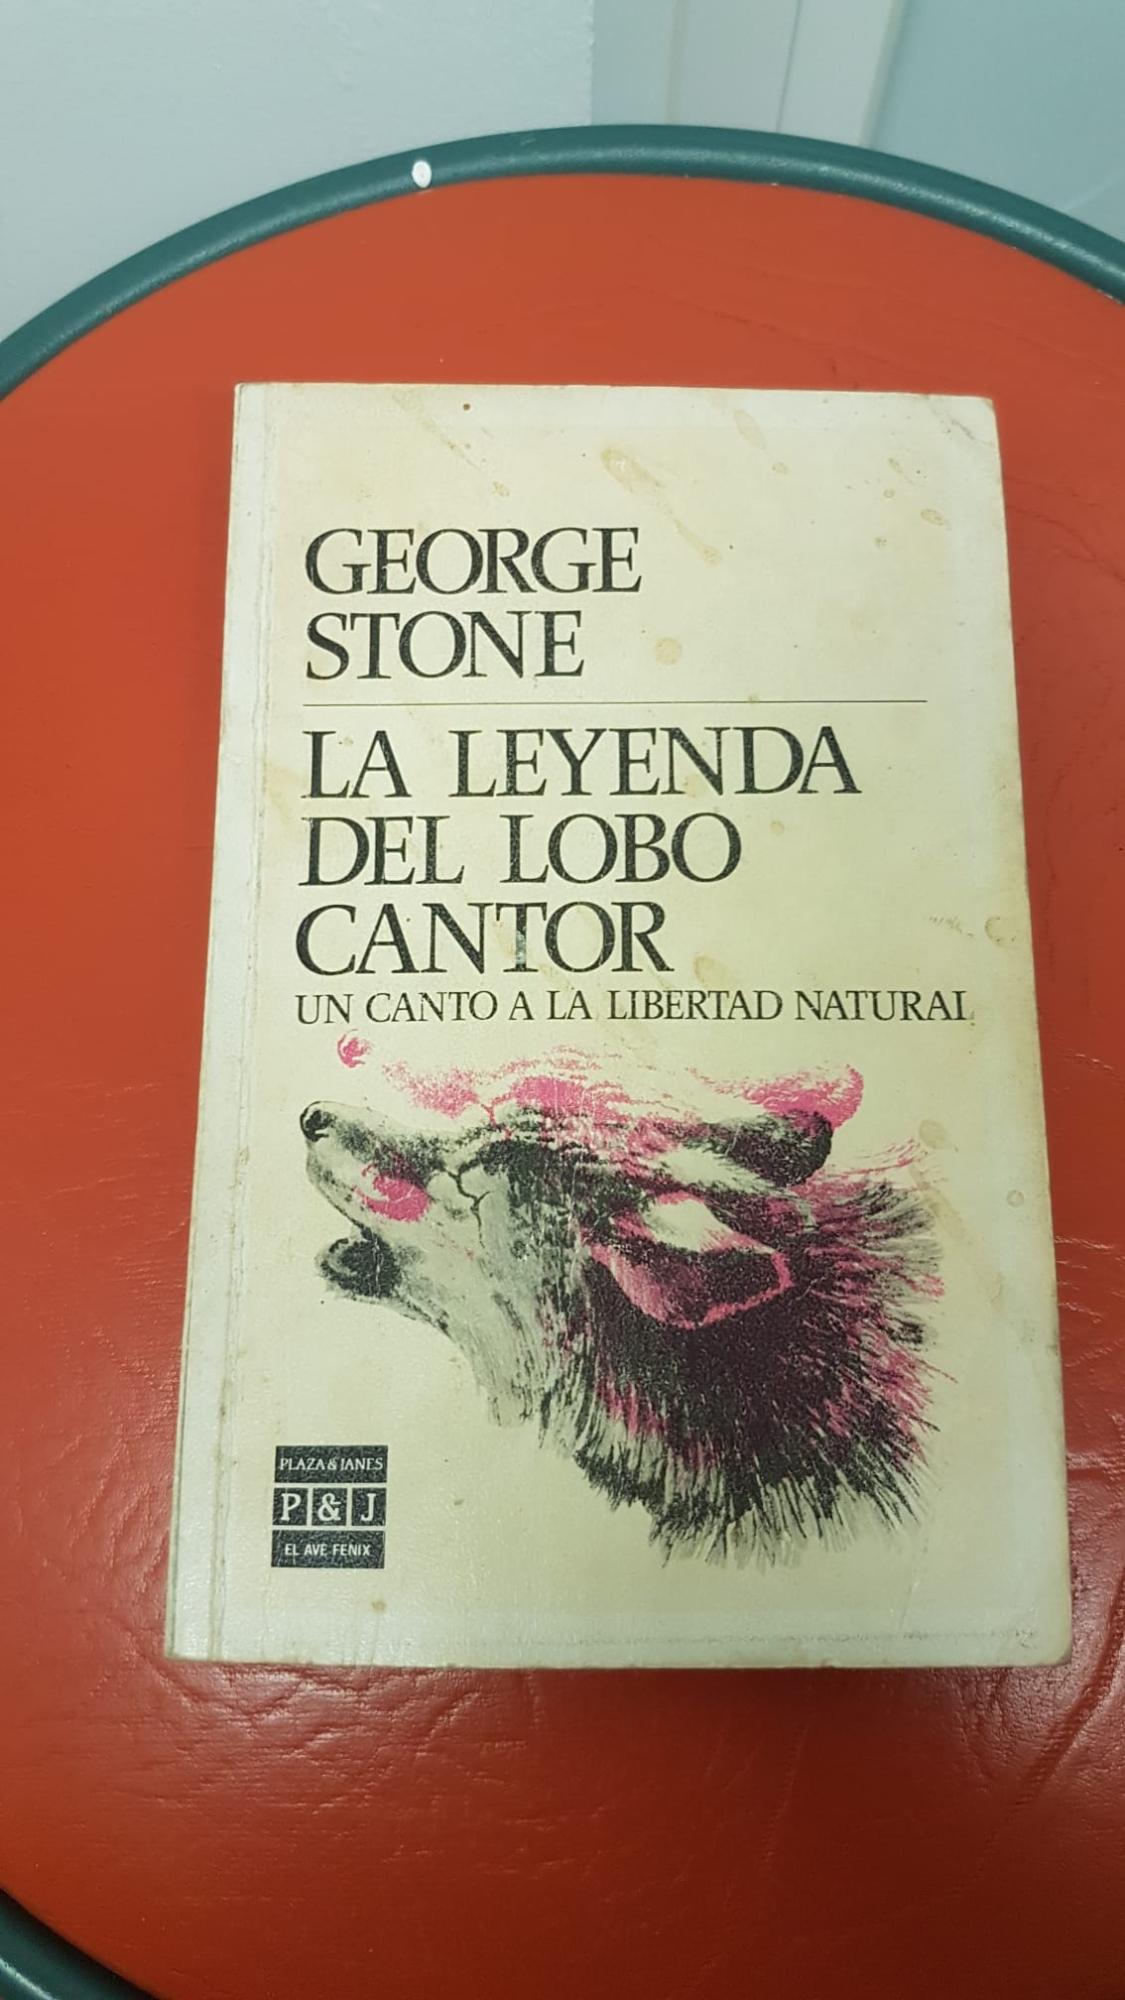 GEORGE
STONE
LA LEYENDA
DEL LOBO
CANTOR
UN CANTO A LA LIBERTAD NATURAL
PLAZA & JANES
P & J
EL AVE FENIX